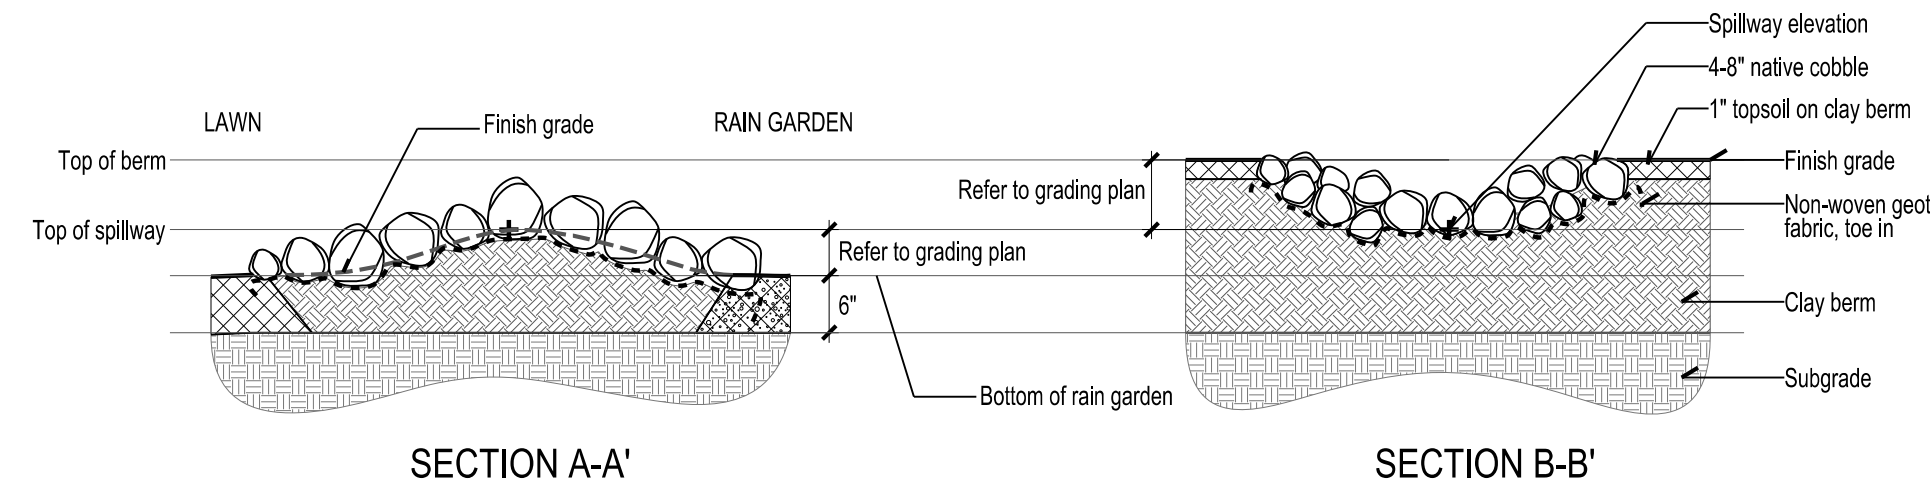 Spillway elevation
4-8" native cobble
1" topsoil on clay berm
LAWN
Finish grade
RAIN GARDEN
Top of berm
Finish grade
Refer to grading plan
Non-woven geot
fabric, toe in
Top of spillway
Refer to grading plan
6"
Clay berm
Subgrade
Bottom of rain garden
SECTION A-A'
SECTION B-B'